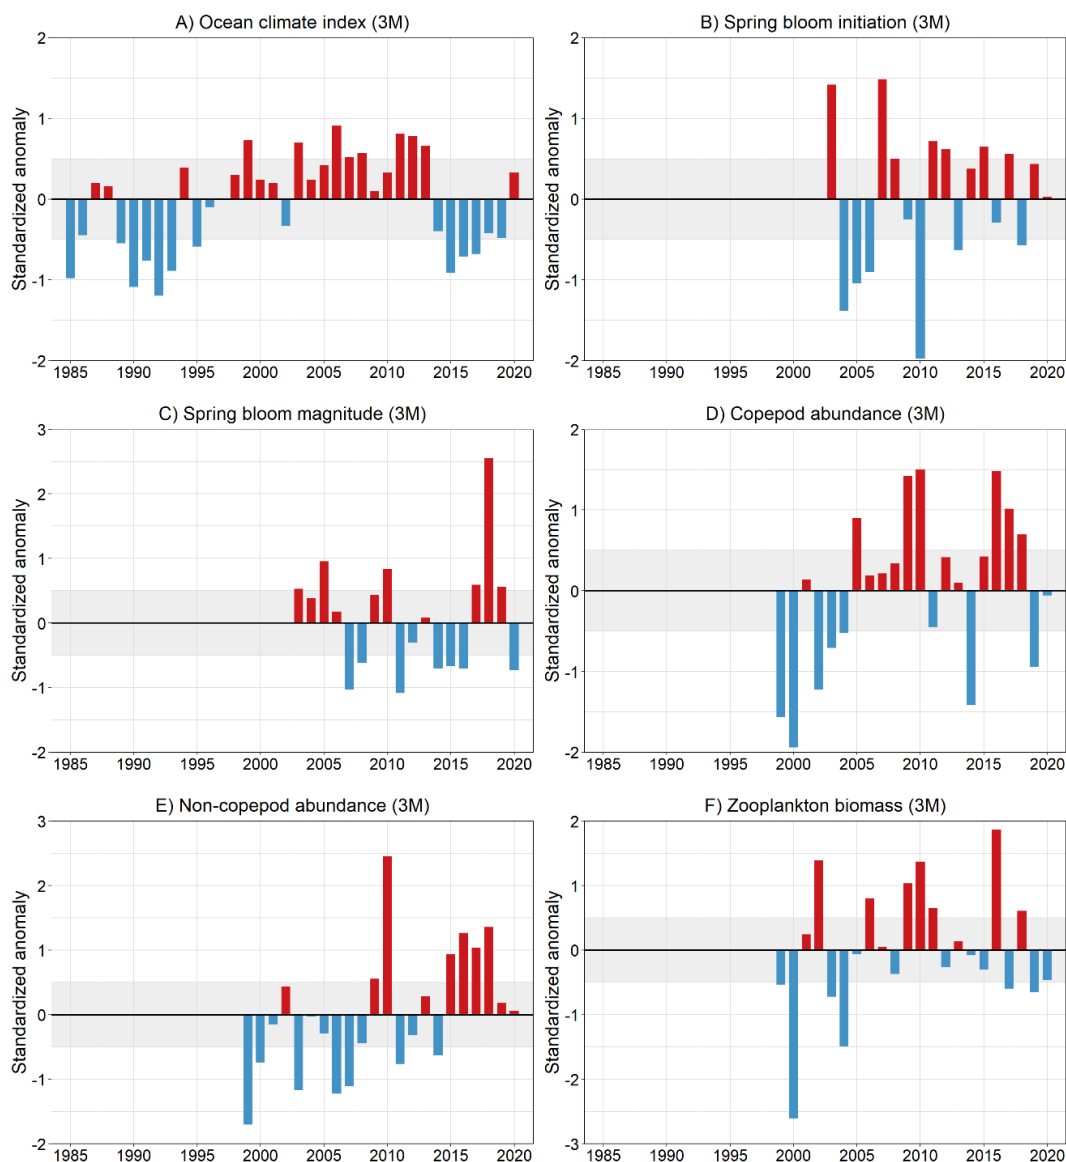 A) Ocean climate index (3M)
Standardized anomaly
2
1
0
-1
-2
1985 1990 1995 2000 2005 2010 2015 2020
B) Spring bloom initiation (3M)
Standardized anomaly
2
1
0
-1
-2
1985 1990 1995 2000 2005 2010 2015 2020
C) Spring bloom magnitude (3M)
Standardized anomaly
3
2
1
0
-1
-2
1985 1990 1995 2000 2005 2010 2015 2020
D) Copepod abundance (3M)
Standardized anomaly
2
1
0
-1
-2
1985 1990 1995 2000 2005 2010 2015 2020
E) Non-copepod abundance (3M)
Standardized anomaly
3
2
1
0
-1
-2
1985 1990 1995 2000 2005 2010 2015 2020
F) Zooplankton biomass (3M)
Standardized anomaly
2
1
0
-1
-2
-3
1985 1990 1995 2000 2005 2010 2015 2020